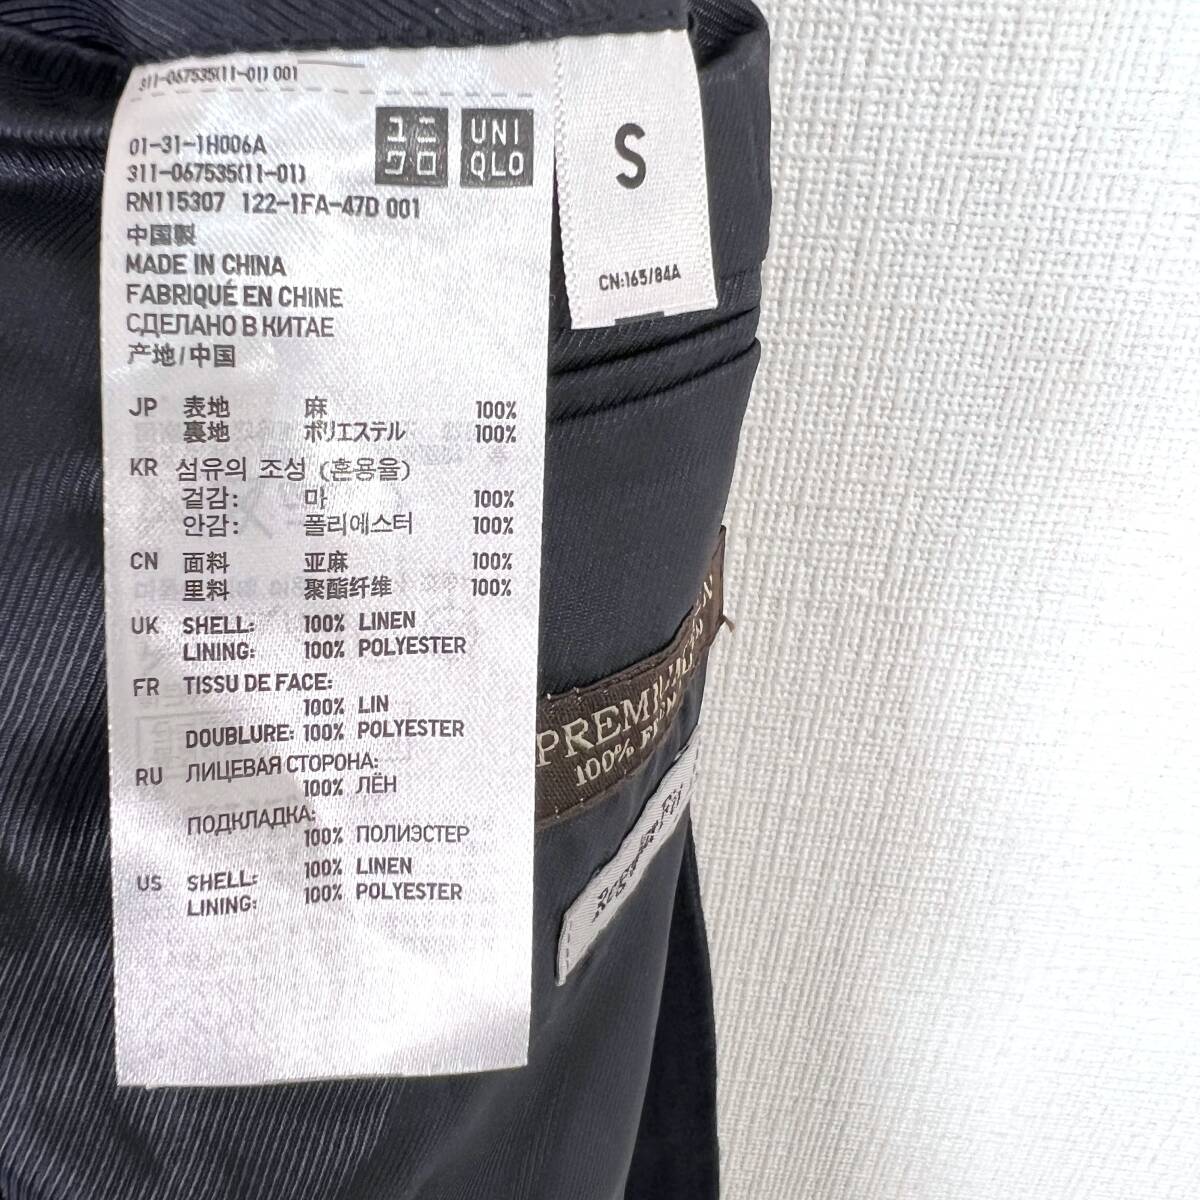 311-067535(11-01) 001
ユニ
クロ
UNI
QLO
01-31-1H006A
311-067535(11-01)
RN115307 122-1FA-47D 001
中国製
MADE IN CHINA
FABRIQUÉ EN CHINE
СДЕЛАНО В КИТАЕ
产地/中国
JP 表地 麻 100%
裏地 ポリエステル 100%
KR 섬유의 조성 (혼용율)
겉감: 마 100%
안감: 폴리에스터 100%
CN 面料 亚麻 100%
里料 聚酯纤维 100%
UK SHELL: 100% LINEN
LINING: 100% POLYESTER
FR TISSU DE FACE:
100% LIN
DOUBLURE: 100% POLYESTER
RU ЛИЦЕВАЯ СТОРОНА:
100% ЛЁН
ПОДКЛАДКА:
100% ПОЛИЭСТЕР
US SHELL: 100% LINEN
LINING: 100% POLYESTER
S
CN:165/84A
100%